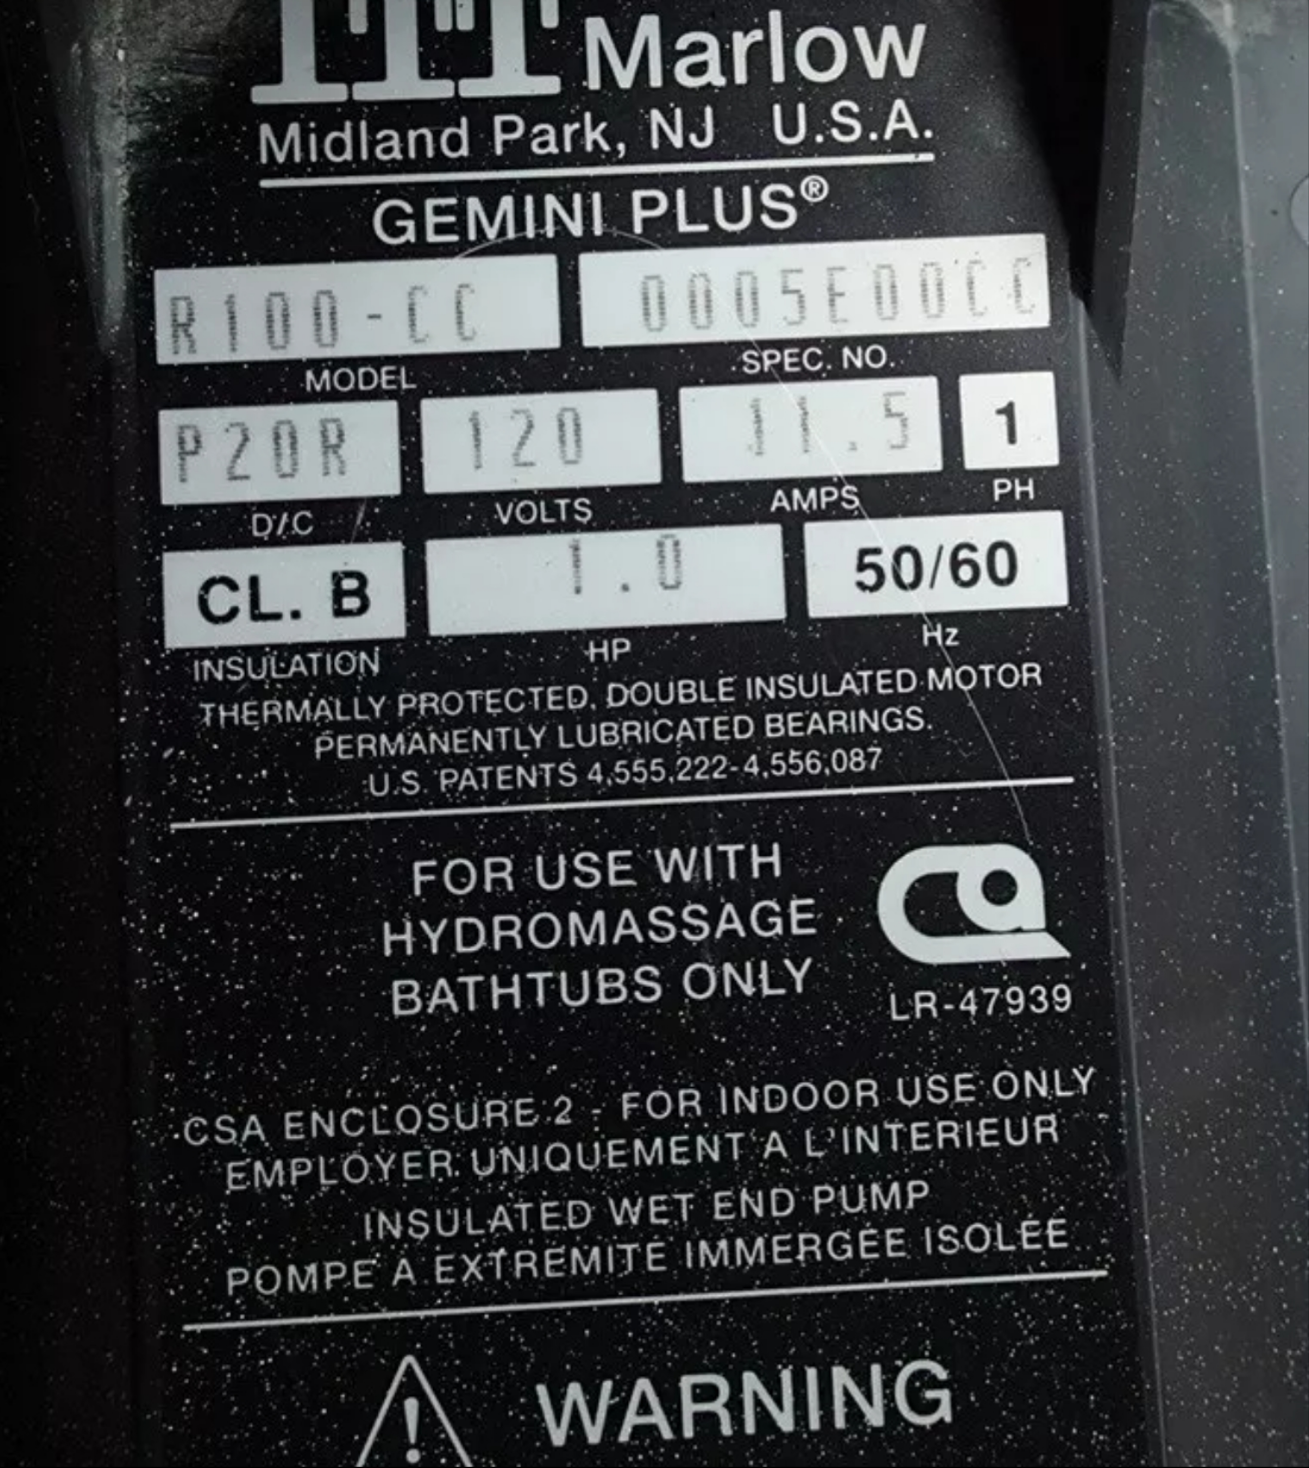 ITT Marlow
Midland Park, NJ U.S.A.
GEMINI PLUS®
R100-CC 0005E00CC
MODEL SPEC. NO.
P20R 120 11.5 1
D/C VOLTS AMPS PH
CL. B 1.0 50/60
INSULATION HP Hz
THERMALLY PROTECTED, DOUBLE INSULATED MOTOR
PERMANENTLY LUBRICATED BEARINGS.
U.S. PATENTS 4,555,222-4,556,087
FOR USE WITH
HYDROMASSAGE
BATHTUBS ONLY
LR-47939
CSA ENCLOSURE 2 - FOR INDOOR USE ONLY
EMPLOYER UNIQUEMENT A L'INTERIEUR
INSULATED WET END PUMP
POMPE A EXTREMITE IMMERGEE ISOLEE
WARNING